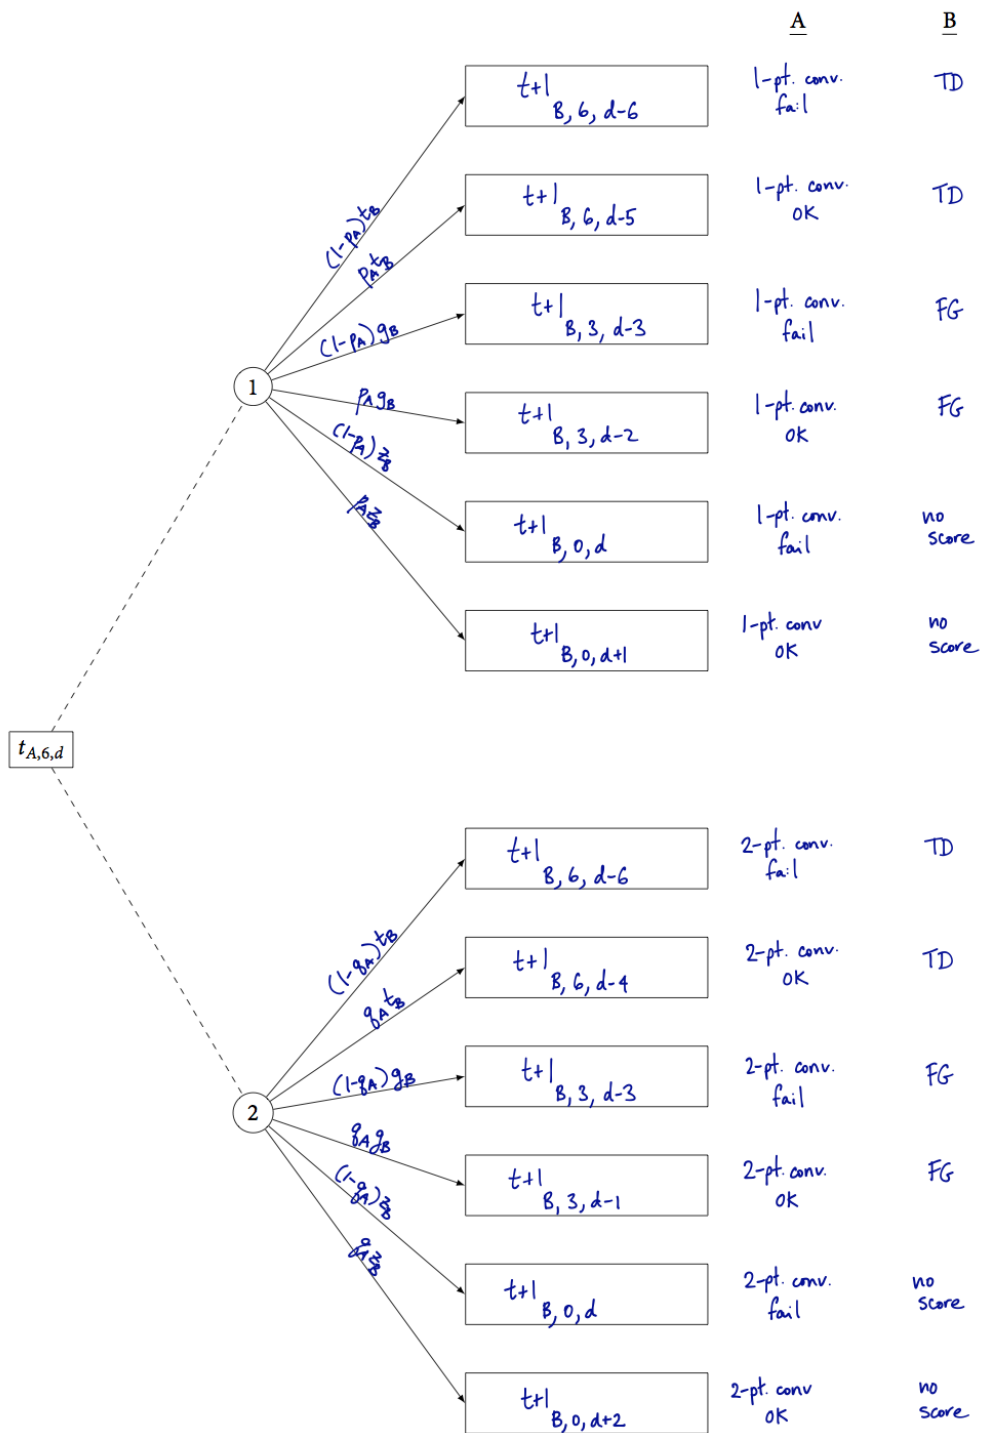 A B
t+1 B, 6, d-6 1-pt. conv. fail TD
(1-pA)tB
t+1 B, 6, d-5 1-pt. conv. OK TD
pAtB
t+1 B, 3, d-3 1-pt. conv. fail FG
(1-pA)gB
1
t+1 B, 3, d-2 1-pt. conv. OK FG
pAgB
(1-pA)zB
t+1 B, 0, d 1-pt. conv. fail no score
pAzB
t+1 B, 0, d+1 1-pt. conv OK no score
tA,6,d
t+1 B, 6, d-6 2-pt. conv. fail TD
(1-qA)tB
t+1 B, 6, d-4 2-pt. conv. OK TD
qAtB
t+1 B, 3, d-3 2-pt. conv. fail FG
(1-qA)gB
2
qAgB
t+1 B, 3, d-1 2-pt. conv. OK FG
(1-qA)zB
t+1 B, 0, d 2-pt. conv. fail no score
qAzB
t+1 B, 0, d+2 2-pt. conv OK no score